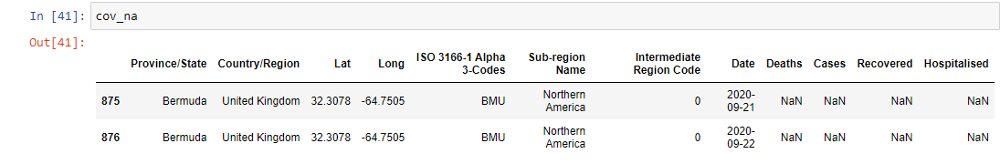 In [41]: cov_na
Out[41]:
Province/State Country/Region Lat Long ISO 3166-1 Alpha 3-Codes Sub-region Name Intermediate Region Code Date Deaths Cases Recovered Hospitalised
875 Bermuda United Kingdom 32.3078 -64.7505 BMU Northern America 0 2020-09-21 NaN NaN NaN NaN
876 Bermuda United Kingdom 32.3078 -64.7505 BMU Northern America 0 2020-09-22 NaN NaN NaN NaN